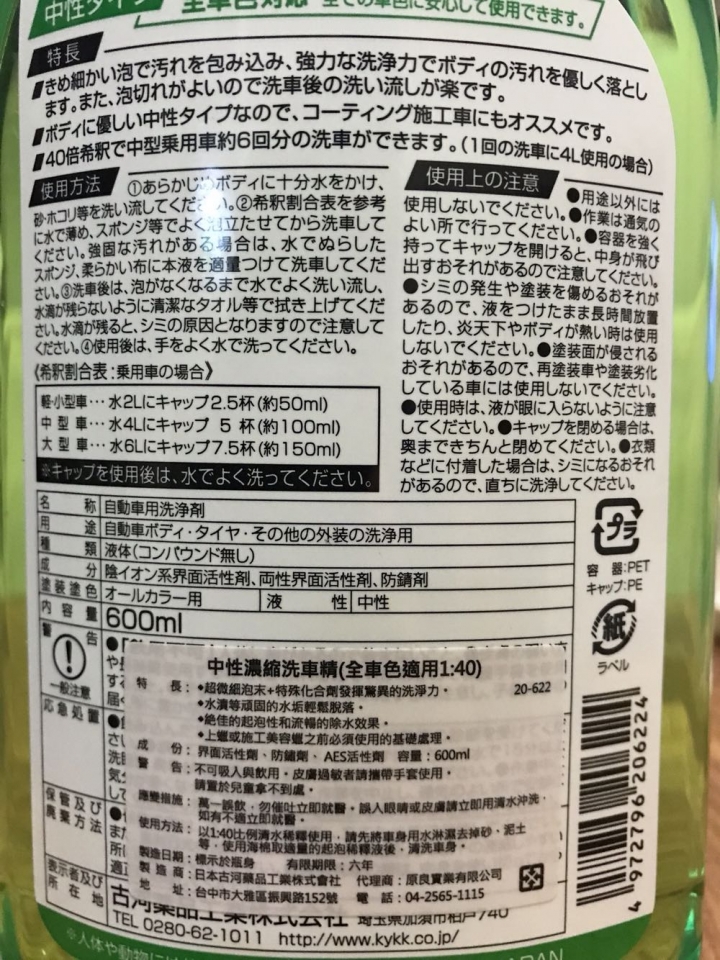 中性タイプ
全車色対応 全ての車色に安心して使用できます。
特長
きめ細かい泡で汚れを包み込み、強力な洗浄力でボディの汚れを優しく落とし
ます。また、泡切れがよいので洗車後の洗い流しが楽です。
ボディに優しい中性タイプなので、コーティング施工車にもオススメです。
40倍希釈で中型乗用車約6回分の洗車ができます。(1回の洗車に4L使用の場合)
使用方法 ①あらかじめボディに十分水をかけ、
砂・ホコリ等を洗い流してください。②希釈割合表を参考
に水で薄め、スポンジ等でよく泡立たせてから洗車して
ください。強固な汚れがある場合は、水でぬらした
スポンジ、柔らかい布に本液を適量つけて洗車してくだ
さい。③洗車後は、泡がなくなるまで水でよく洗い流し、
水滴が残らないように清潔なタオル等で拭き上げてくだ
さい。水滴が残ると、シミの原因となりますので注意して
ください。④使用後は、手をよく水で洗ってください。
《希釈割合表:乗用車の場合》
軽・小型車… 水2Lにキャップ2.5杯(約50ml)
中型車… 水4Lにキャップ 5 杯(約100ml)
大型車… 水6Lにキャップ7.5杯(約150ml)
※キャップを使用後は、水でよく洗ってください。
使用上の注意 ●用途以外には
使用しないでください。●作業は通気の
よい所で行ってください。●容器を強く
持ってキャップを開けると、中身が飛び
出すおそれがあるので注意してください。
●シミの発生や塗装を傷めるおそれが
あるので、液をつけたまま長時間放置
したり、炎天下やボディが熱い時は使用
しないでください。●塗装面が侵される
おそれがあるので、再塗装車や塗装劣化
している車には使用しないでください。
●使用時は、液が眼に入らないように注意
してください。●キャップを閉める場合は、
奥まできちんと閉めてください。●衣類
などに付着した場合は、シミになるおそれ
があるので、直ちに洗浄してください。
名称 自動車用洗浄剤
用途 自動車ボディ・タイヤ・その他の外装の洗浄用
種類 液体(コンパウンド無し)
成分 陰イオン系界面活性剤、両性界面活性剤、防錆剤
塗装塗色 オールカラー用 液性 中性
内容量 600ml
警告
一般注意
応急処置
保管及び
廃棄方法
表示者及び
所在地
プラ
容器:PET
キャップ:PE
紙
ラベル
中性濃縮洗車精(全車色適用1:40)
特 長:◆超微細泡末+特殊化合劑發揮驚異的洗淨力。 20-622
◆水漬等頑固的水垢輕鬆脫落。
◆絶佳的起泡性和流暢的除水效果。
◆上蠟或施工美容蠟之前必須使用的基礎處理。
成 份:界面活性劑、防鏽劑、AES活性劑 容量:600ml
警 告:不可吸入與飲用。皮膚過敏者請攜帶手套使用。
請置於兒童拿不到處。
應變措施:萬一誤飲,勿催吐立即就醫。誤入眼睛或皮膚請立即用清水沖洗,
如有不適立即就醫。
使用方法:以1:40比例清水稀釋使用,請先將車身用水淋濕去掉砂、泥土
等,使用海棉取適量的起泡稀釋液後,清洗車身。
製造日期:標示於瓶身 有限期限:六年
製 造 商:日本古河藥品工業株式會社 代理商:原良實業有限公司
地 址:台中市大雅區振興路152號 電 話:04-2565-1115
古河薬品工業株式会社 埼玉県加須市柏戸740
TEL 0280-62-1011 http://www.kykk.co.jp/
※人体や動物には
JAPAN
4 972796 206224